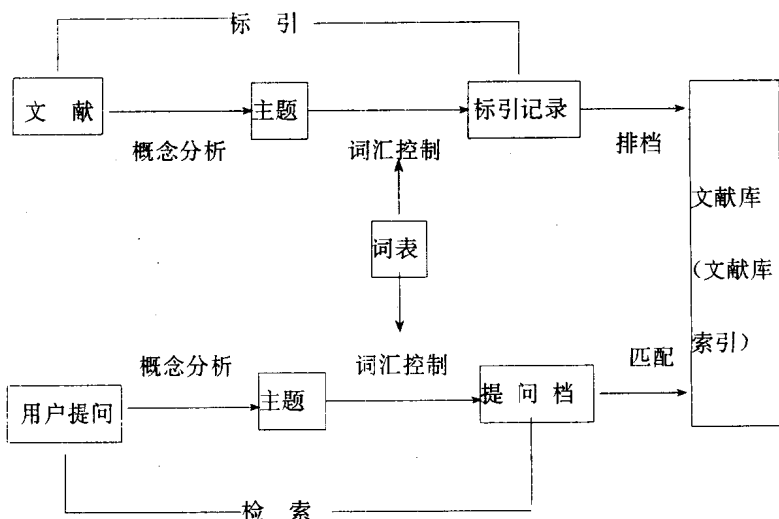 标 引
文 献
主题
标引记录
概念分析
词汇控制
排档
文献库
词表
（文献库
索引）
概念分析
词汇控制
匹配
用户提问
主题
提 问 档
检 索